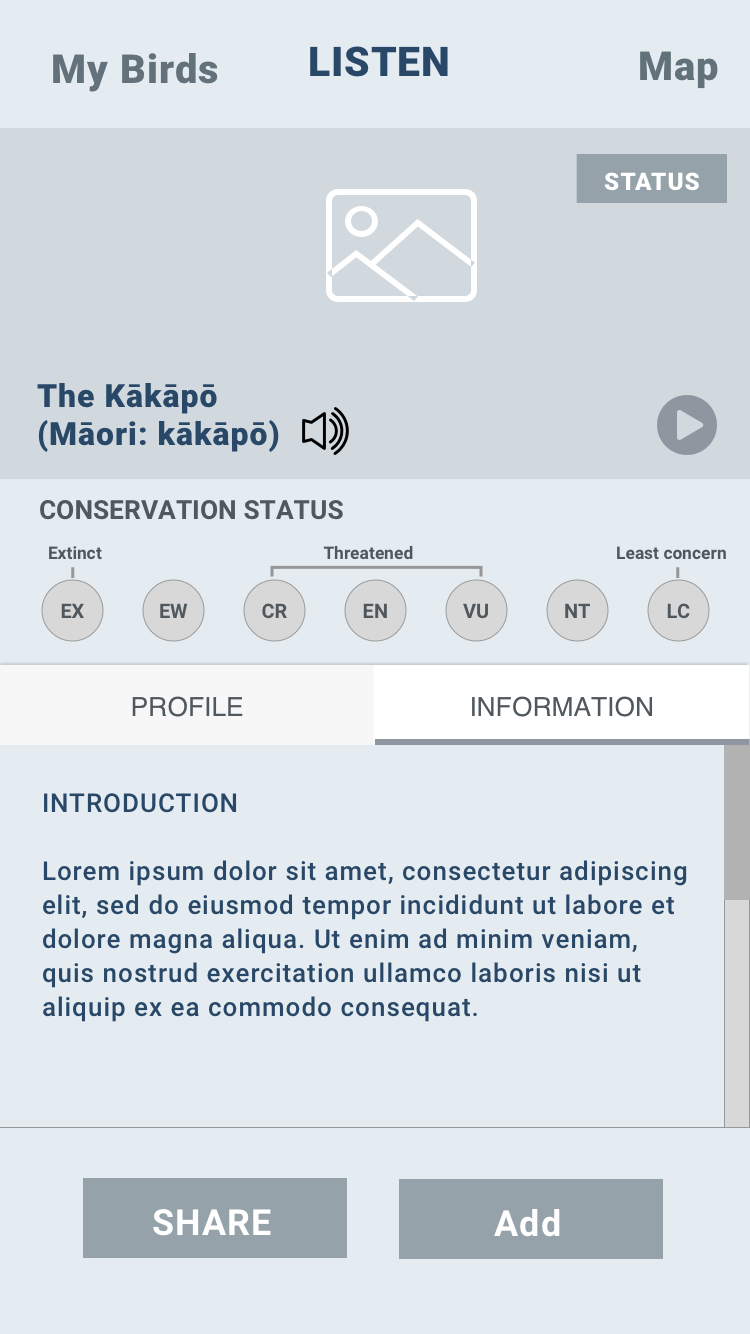 My Birds LISTEN Map
STATUS
The Kākāpō
(Māori: kākāpō)
CONSERVATION STATUS
Extinct Threatened Least concern
EX EW CR EN VU NT LC
PROFILE INFORMATION
INTRODUCTION
Lorem ipsum dolor sit amet, consectetur adipiscing
elit, sed do eiusmod tempor incididunt ut labore et
dolore magna aliqua. Ut enim ad minim veniam,
quis nostrud exercitation ullamco laboris nisi ut
aliquip ex ea commodo consequat.
SHARE Add